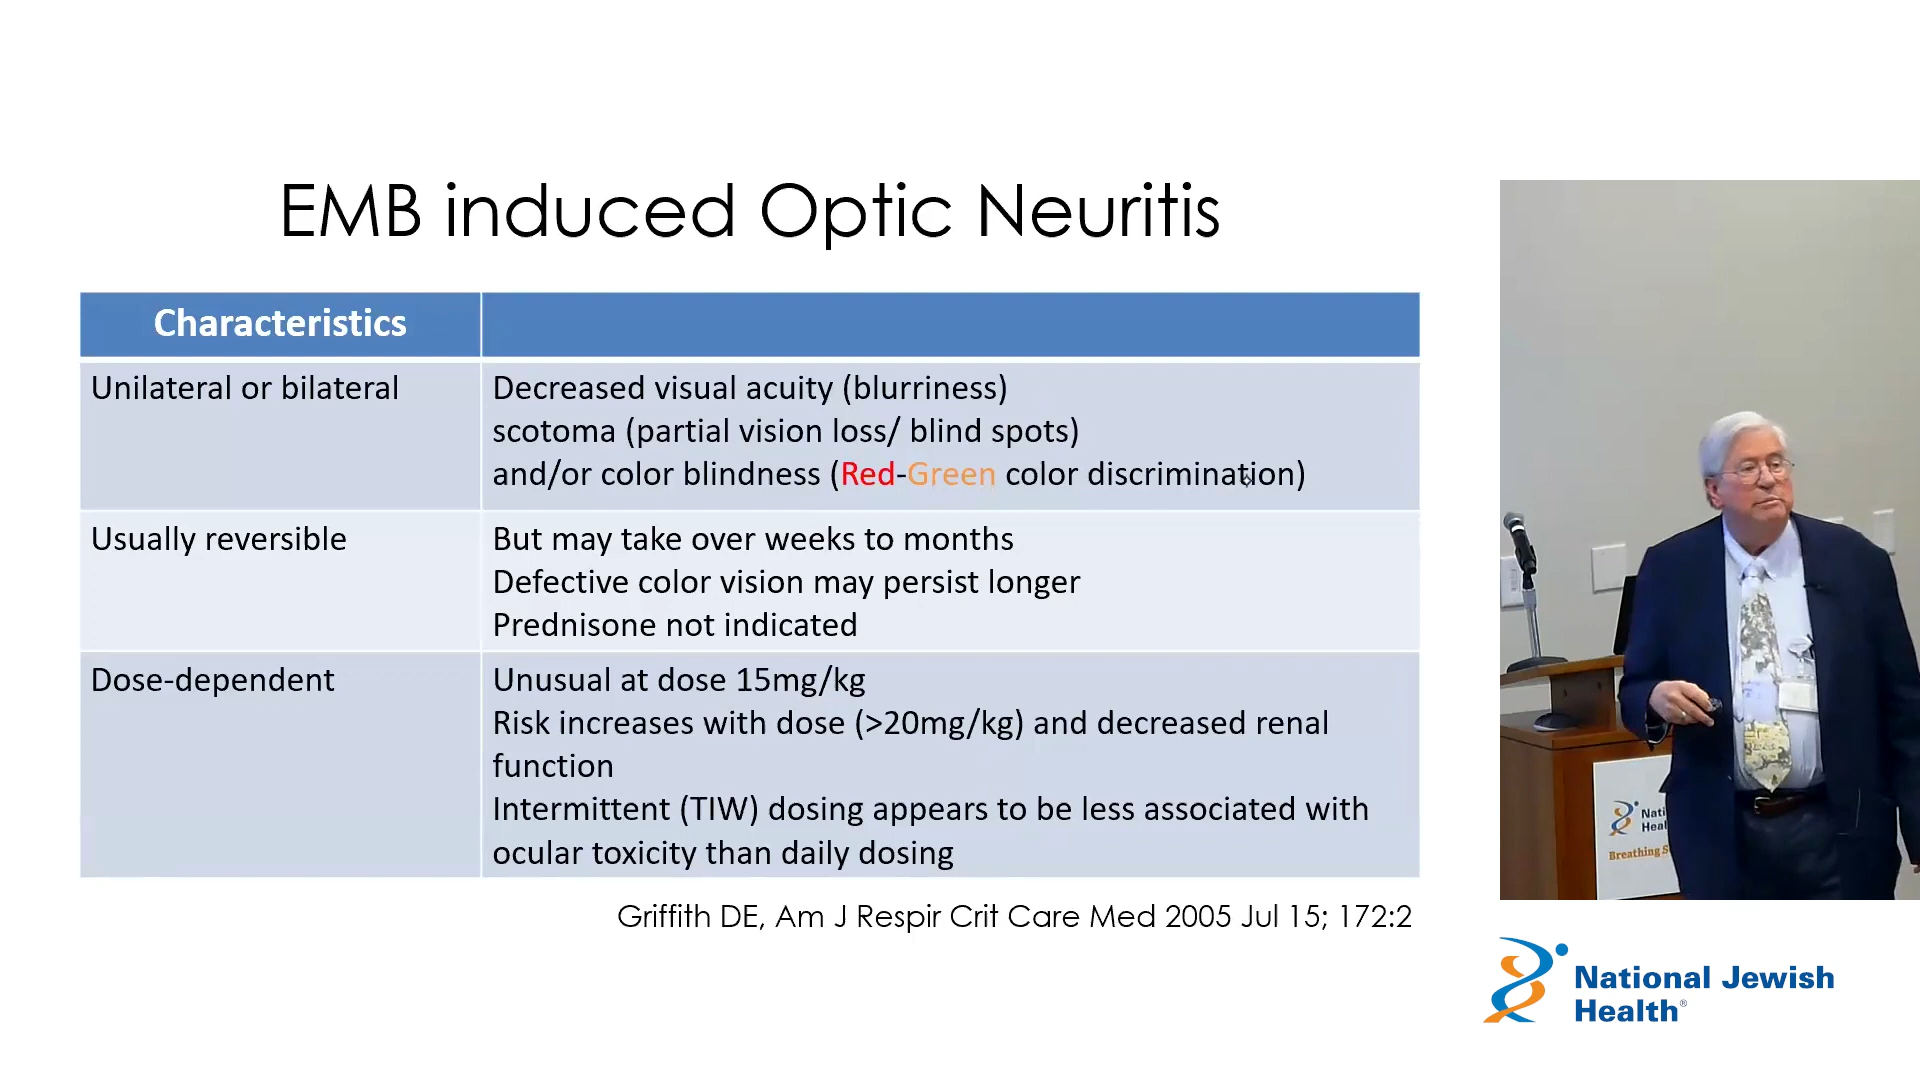 EMB induced Optic Neuritis
Characteristics
Unilateral or bilateral
Decreased visual acuity (blurriness)
scotoma (partial vision loss/ blind spots)
and/or color blindness (Red-Green color discrimination)
Usually reversible
But may take over weeks to months
Defective color vision may persist longer
Prednisone not indicated
Dose-dependent
Unusual at dose 15mg/kg
Risk increases with dose (>20mg/kg) and decreased renal
function
Intermittent (TIW) dosing appears to be less associated with
ocular toxicity than daily dosing
Griffith DE, Am J Respir Crit Care Med 2005 Jul 15; 172:2
Breathing
National Jewish
Health®